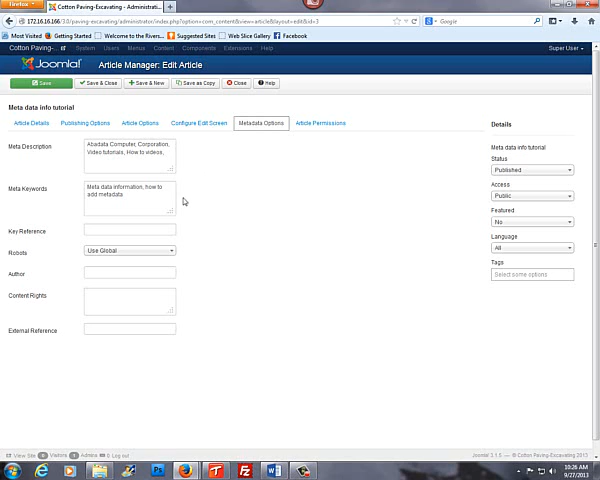 Firefox
Cotton Paving-Excavating - Administrati...
172.16.16.166/3.0/paving-excavating/administrator/index.php?option=com_content&view=article&layout=edit&id=3
Google
Most Visited Getting Started Welcome to the Rivers... Suggested Sites Web Slice Gallery Facebook
Cotton Paving-... System Users Menus Content Components Extensions Help Super User
Joomla! Article Manager: Edit Article
Save Save & Close Save & New Save as Copy Close Help
Meta data info tutorial
Article Details Publishing Options Article Options Configure Edit Screen Metadata Options Article Permissions
Details
Meta Description
Abadata Computer, Corporation,
Video tutorials, How to videos,
Meta data info tutorial
Status
Published
Meta Keywords
Meta data information, how to
add metadata
Access
Public
Featured
No
Key Reference
Language
All
Robots
Use Global
Tags
Select some options
Author
Content Rights
External Reference
View Site 0 Visitors 1 Admins 0 Log out
Joomla! 3.1.5 — © Cotton Paving-Excavating 2013
10:26 AM
9/27/2013